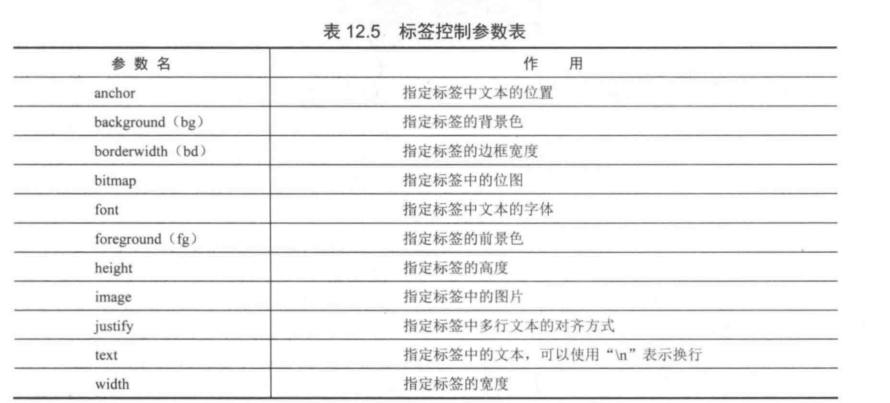 表 12.5 标签控制参数表
参 数 名 作 用
anchor 指定标签中文本的位置
background（bg） 指定标签的背景色
borderwidth（bd） 指定标签的边框宽度
bitmap 指定标签中的位图
font 指定标签中文本的字体
foreground（fg） 指定标签的前景色
height 指定标签的高度
image 指定标签中的图片
justify 指定标签中多行文本的对齐方式
text 指定标签中的文本，可以使用“\n”表示换行
width 指定标签的宽度